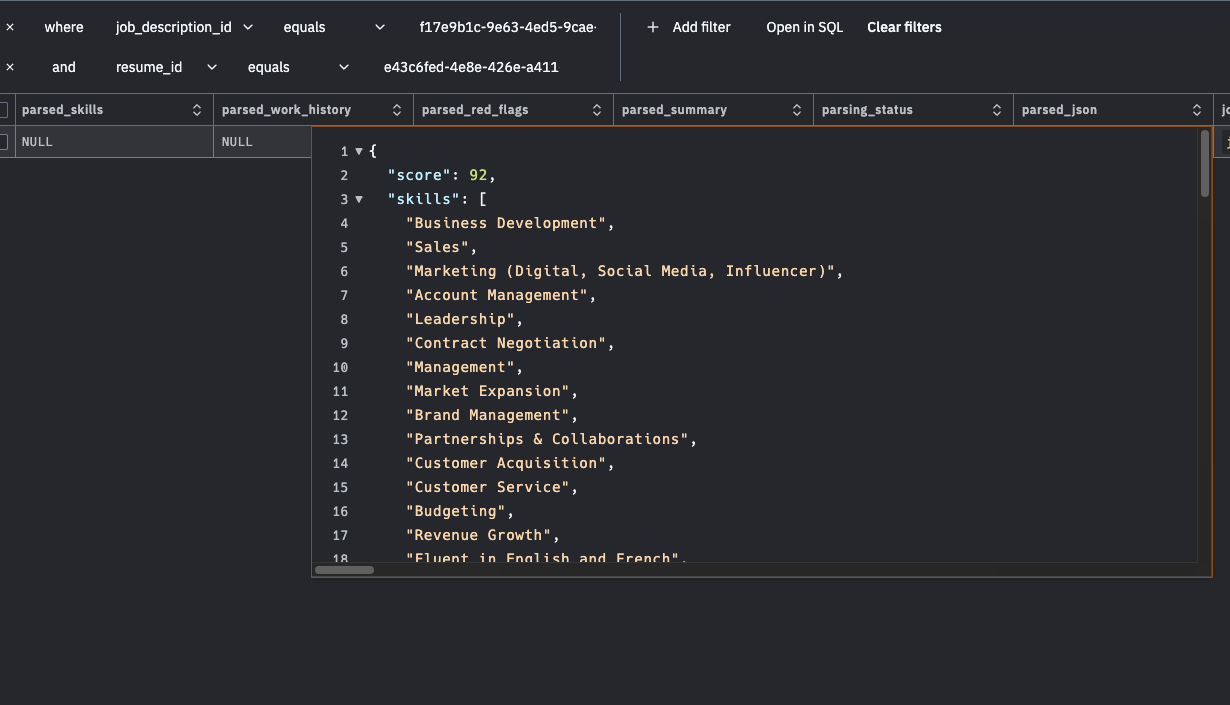 × where job_description_id equals f17e9b1c-9e63-4ed5-9cae- + Add filter Open in SQL Clear filters
× and resume_id equals e43c6fed-4e8e-426e-a411
parsed_skills parsed_work_history parsed_red_flags parsed_summary parsing_status parsed_json
NULL NULL
1 {
2 "score": 92,
3 "skills": [
4 "Business Development",
5 "Sales",
6 "Marketing (Digital, Social Media, Influencer)",
7 "Account Management",
8 "Leadership",
9 "Contract Negotiation",
10 "Management",
11 "Market Expansion",
12 "Brand Management",
13 "Partnerships & Collaborations",
14 "Customer Acquisition",
15 "Customer Service",
16 "Budgeting",
17 "Revenue Growth",
18 "Fluent in English and French",